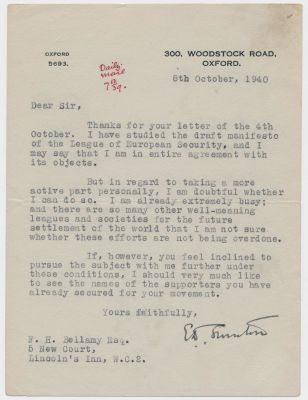 OXFORD
5693.
300, WOODSTOCK ROAD,
OXFORD.
Daily
Mail
8th October, 1940
Dear Sir,
Thanks for your letter of the 4th
October. I have studied the draft manifesto
of the League of European Security, and I
may say that I am in entire agreement with
its objects.
But in regard to taking a more
active part personally, I am doubtful whether
I can do so. I am already extremely busy;
and there are so many other well-meaning
leagues and societies for the future
settlement of the world that I am not sure
whether these efforts are not being overdone.
If, however, you feel inclined to
pursue the subject with me further under
these conditions, I should very much like
to see the names of the supporters you have
already secured for your movement.
Yours faithfully,
F. H. Bellamy Esq.
5 New Court,
Lincoln's Inn, W.C.2.